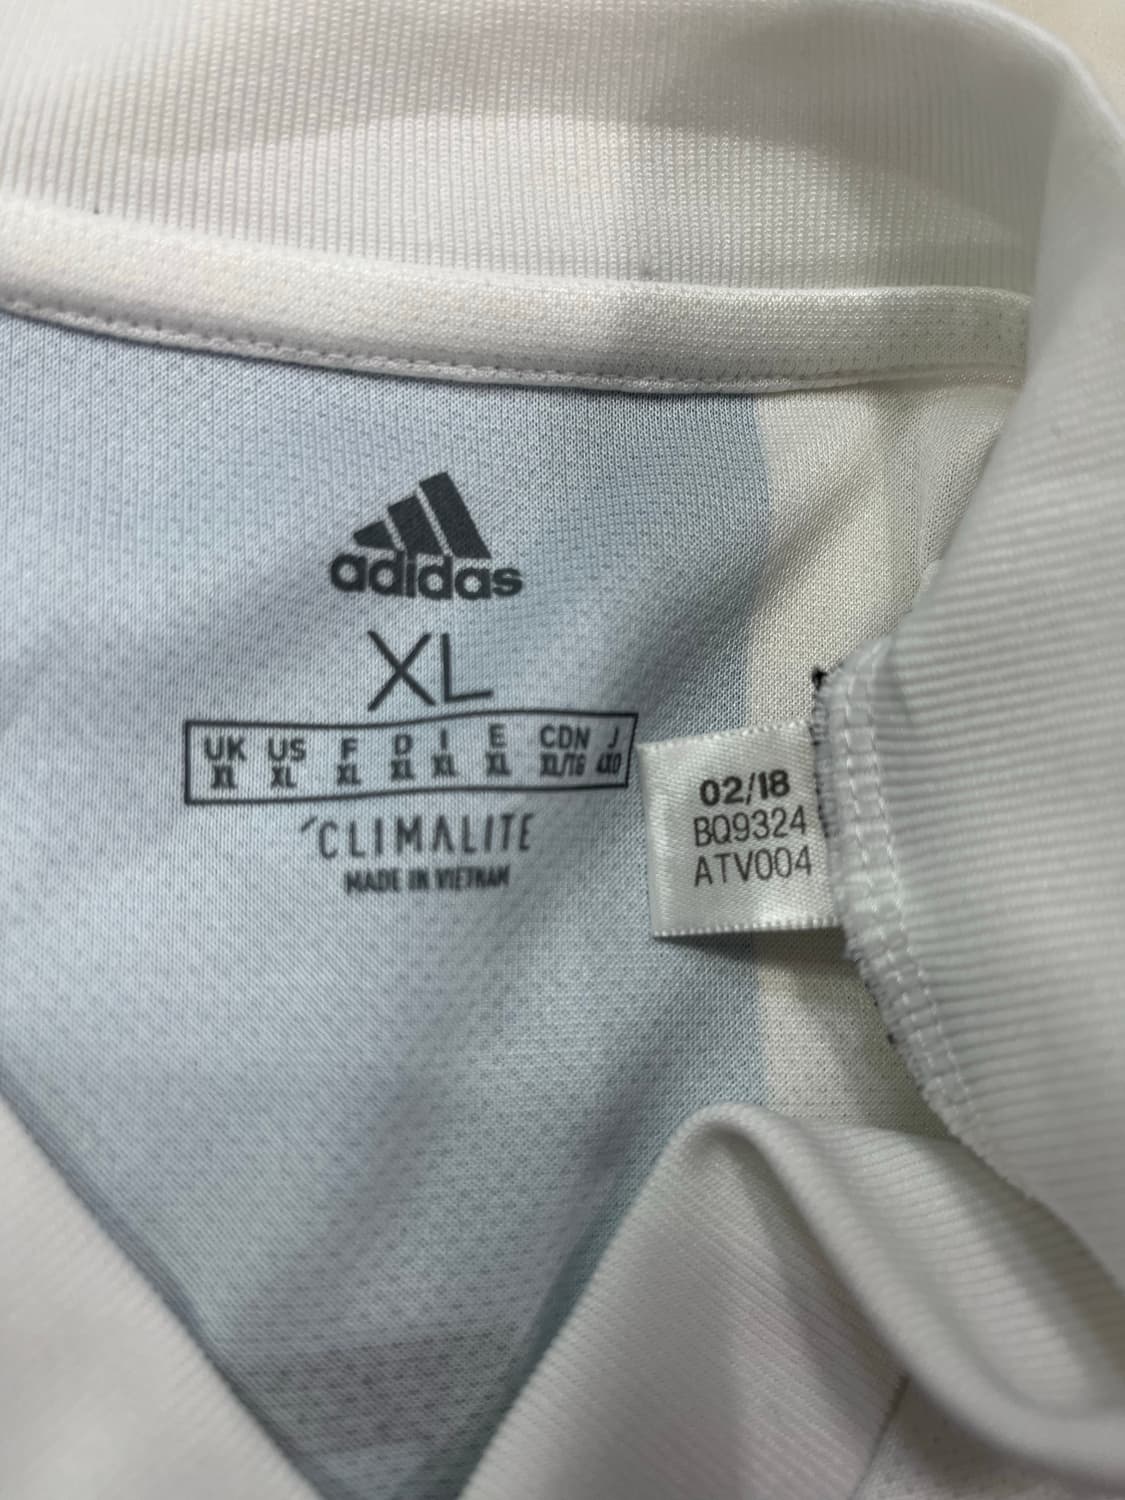 adidas
XL
UK US F D I E CDN J
XL XL XL XL XL XL XL/TG 4XO
CLIMALITE
MADE IN VIETNAM
02/18
BQ9324
ATV004